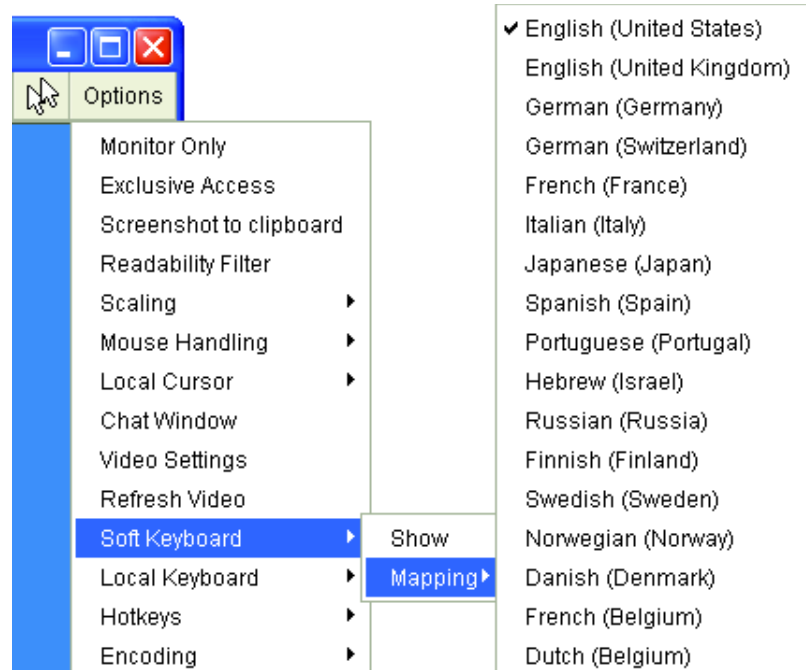 Options
Monitor Only
Exclusive Access
Screenshot to clipboard
Readability Filter
Scaling
Mouse Handling
Local Cursor
Chat Window
Video Settings
Refresh Video
Soft Keyboard
Local Keyboard
Hotkeys
Encoding
Show
Mapping
English (United States)
English (United Kingdom)
German (Germany)
German (Switzerland)
French (France)
Italian (Italy)
Japanese (Japan)
Spanish (Spain)
Portuguese (Portugal)
Hebrew (Israel)
Russian (Russia)
Finnish (Finland)
Swedish (Sweden)
Norwegian (Norway)
Danish (Denmark)
French (Belgium)
Dutch (Belgium)